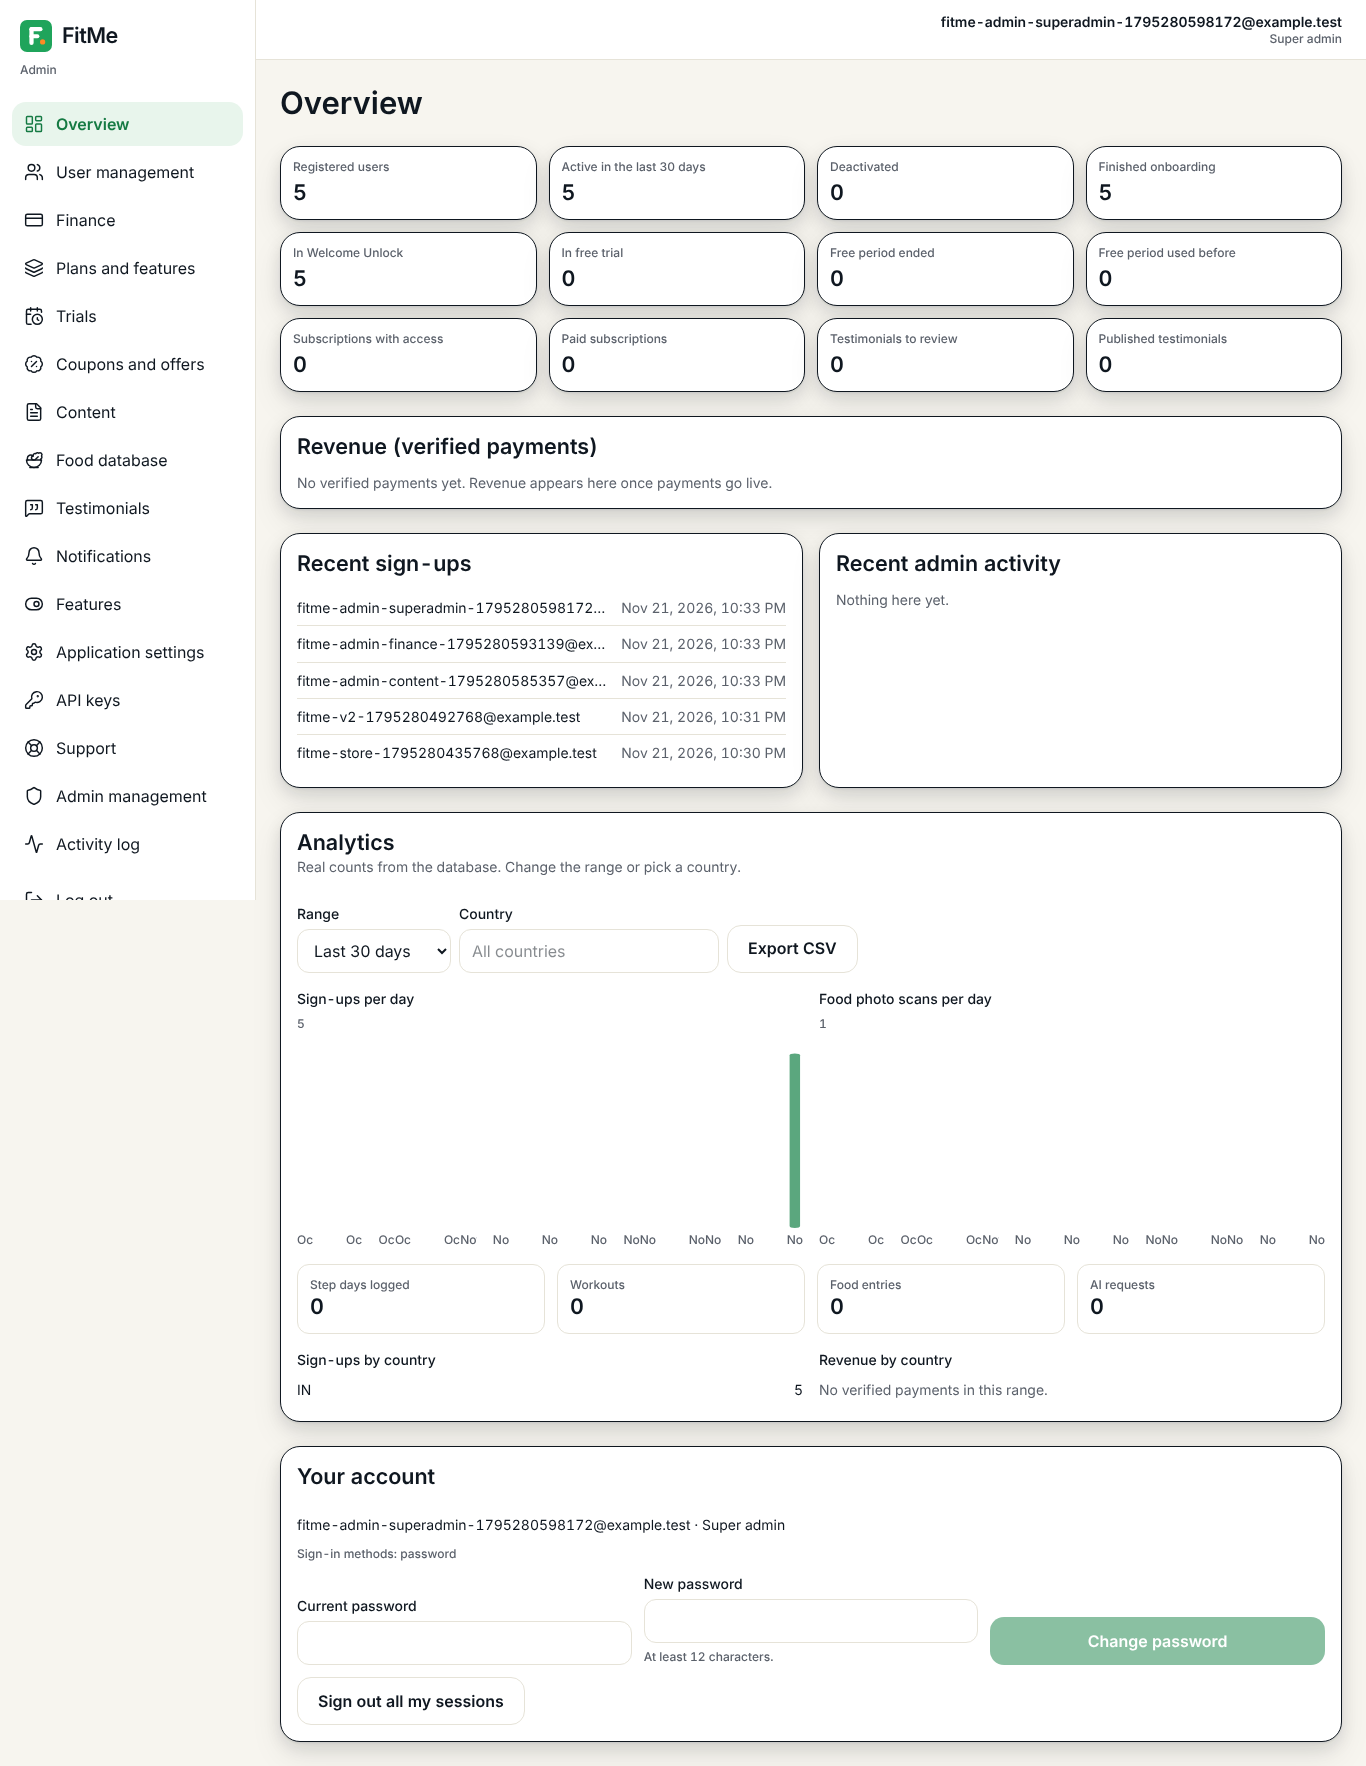 FitMe
Admin
fitme-admin-superadmin-1795280598172@example.test
Super admin
Overview
User management
Finance
Plans and features
Trials
Coupons and offers
Content
Food database
Testimonials
Notifications
Features
Application settings
API keys
Support
Admin management
Activity log
Log out
Overview
Registered users
5
Active in the last 30 days
5
Deactivated
0
Finished onboarding
5
In Welcome Unlock
5
In free trial
0
Free period ended
0
Free period used before
0
Subscriptions with access
0
Paid subscriptions
0
Testimonials to review
0
Published testimonials
0
Revenue (verified payments)
No verified payments yet. Revenue appears here once payments go live.
Recent sign-ups
fitme-admin-superadmin-1795280598172... Nov 21, 2026, 10:33 PM
fitme-admin-finance-1795280593139@ex... Nov 21, 2026, 10:33 PM
fitme-admin-content-1795280585357@ex... Nov 21, 2026, 10:33 PM
fitme-v2-1795280492768@example.test Nov 21, 2026, 10:31 PM
fitme-store-1795280435768@example.test Nov 21, 2026, 10:30 PM
Recent admin activity
Nothing here yet.
Analytics
Real counts from the database. Change the range or pick a country.
Range
Last 30 days
Country
All countries
Export CSV
Sign-ups per day
5
Oc Oc OcOc OcNo No No No NoNo NoNo No No
Food photo scans per day
1
Oc Oc OcOc OcNo No No No NoNo NoNo No No
Step days logged
0
Workouts
0
Food entries
0
AI requests
0
Sign-ups by country
IN 5
Revenue by country
No verified payments in this range.
Your account
fitme-admin-superadmin-1795280598172@example.test · Super admin
Sign-in methods: password
Current password
New password
At least 12 characters.
Change password
Sign out all my sessions